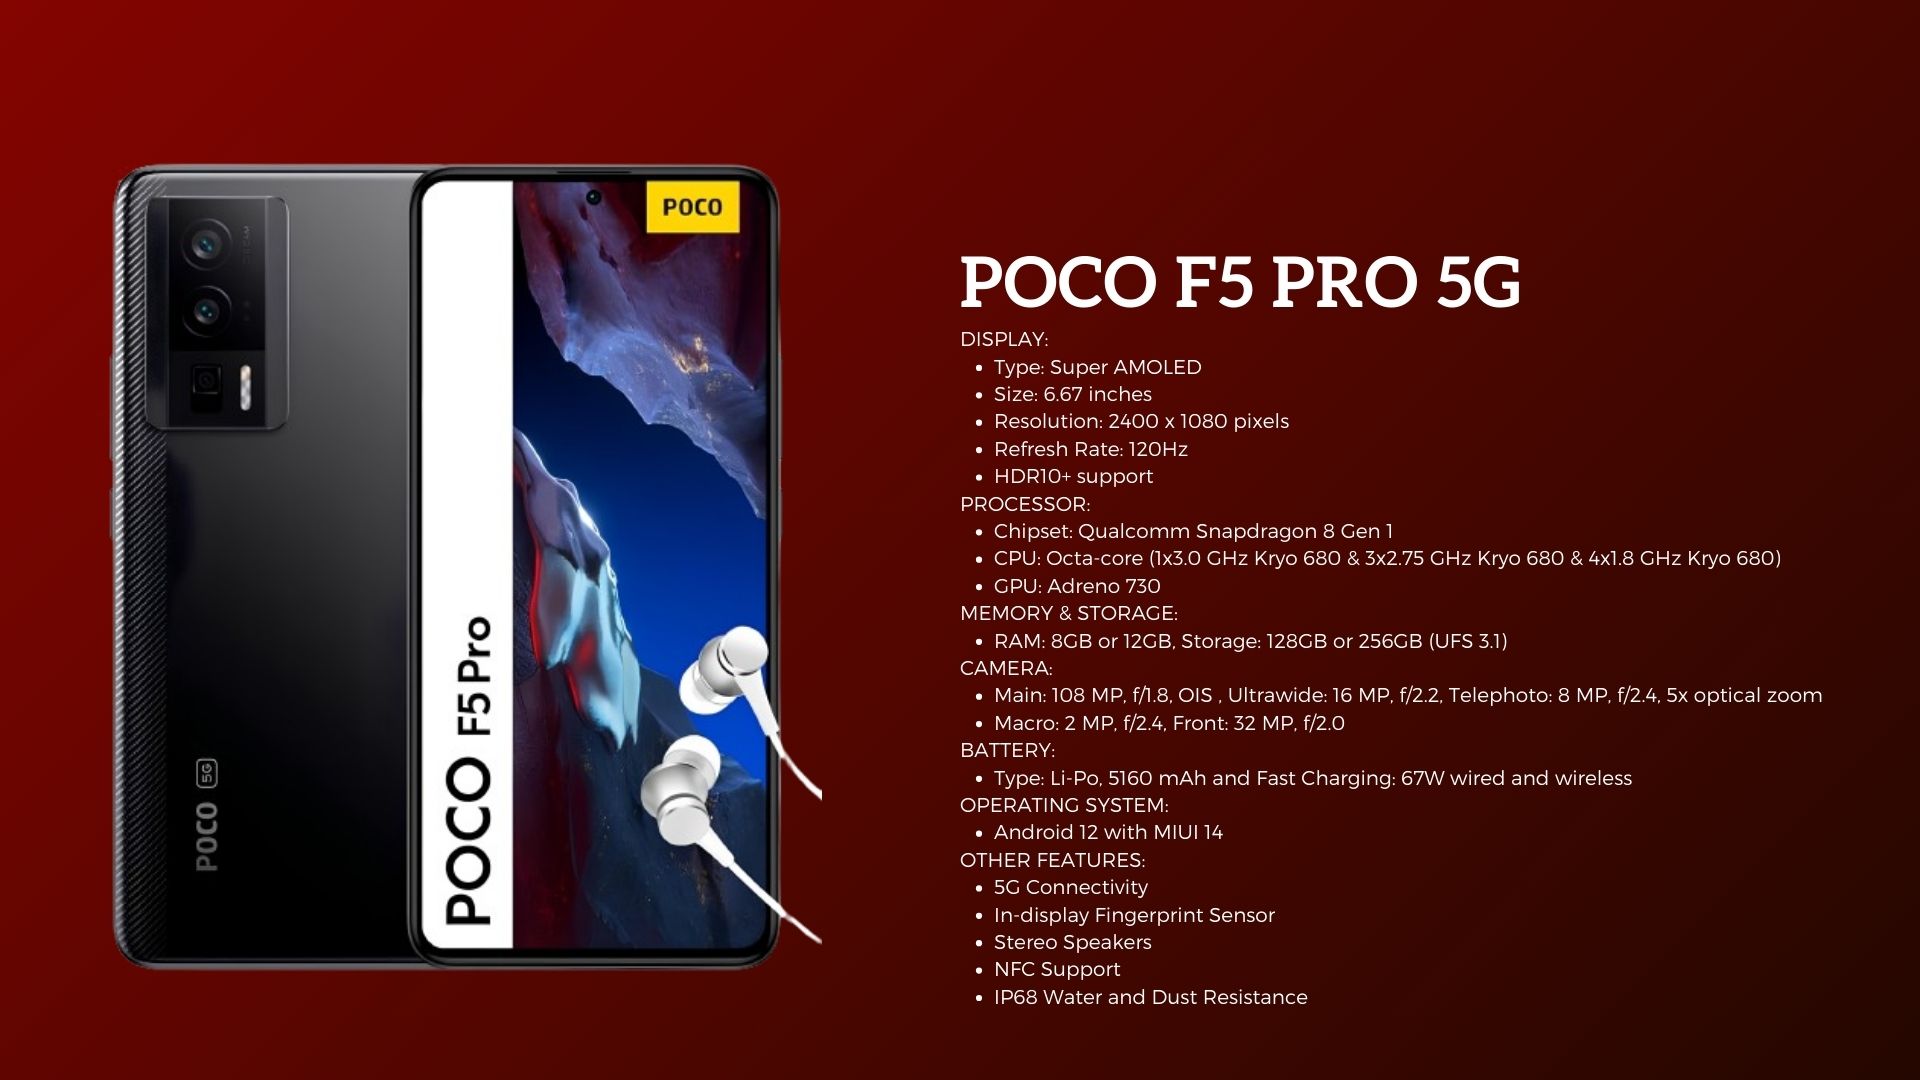 POCO
POCO F5 Pro
POCO 5G
POCO F5 PRO 5G
DISPLAY:
• Type: Super AMOLED
• Size: 6.67 inches
• Resolution: 2400 x 1080 pixels
• Refresh Rate: 120Hz
• HDR10+ support
PROCESSOR:
• Chipset: Qualcomm Snapdragon 8 Gen 1
• CPU: Octa-core (1x3.0 GHz Kryo 680 & 3x2.75 GHz Kryo 680 & 4x1.8 GHz Kryo 680)
• GPU: Adreno 730
MEMORY & STORAGE:
• RAM: 8GB or 12GB, Storage: 128GB or 256GB (UFS 3.1)
CAMERA:
• Main: 108 MP, f/1.8, OIS , Ultrawide: 16 MP, f/2.2, Telephoto: 8 MP, f/2.4, 5x optical zoom
• Macro: 2 MP, f/2.4, Front: 32 MP, f/2.0
BATTERY:
• Type: Li-Po, 5160 mAh and Fast Charging: 67W wired and wireless
OPERATING SYSTEM:
• Android 12 with MIUI 14
OTHER FEATURES:
• 5G Connectivity
• In-display Fingerprint Sensor
• Stereo Speakers
• NFC Support
• IP68 Water and Dust Resistance